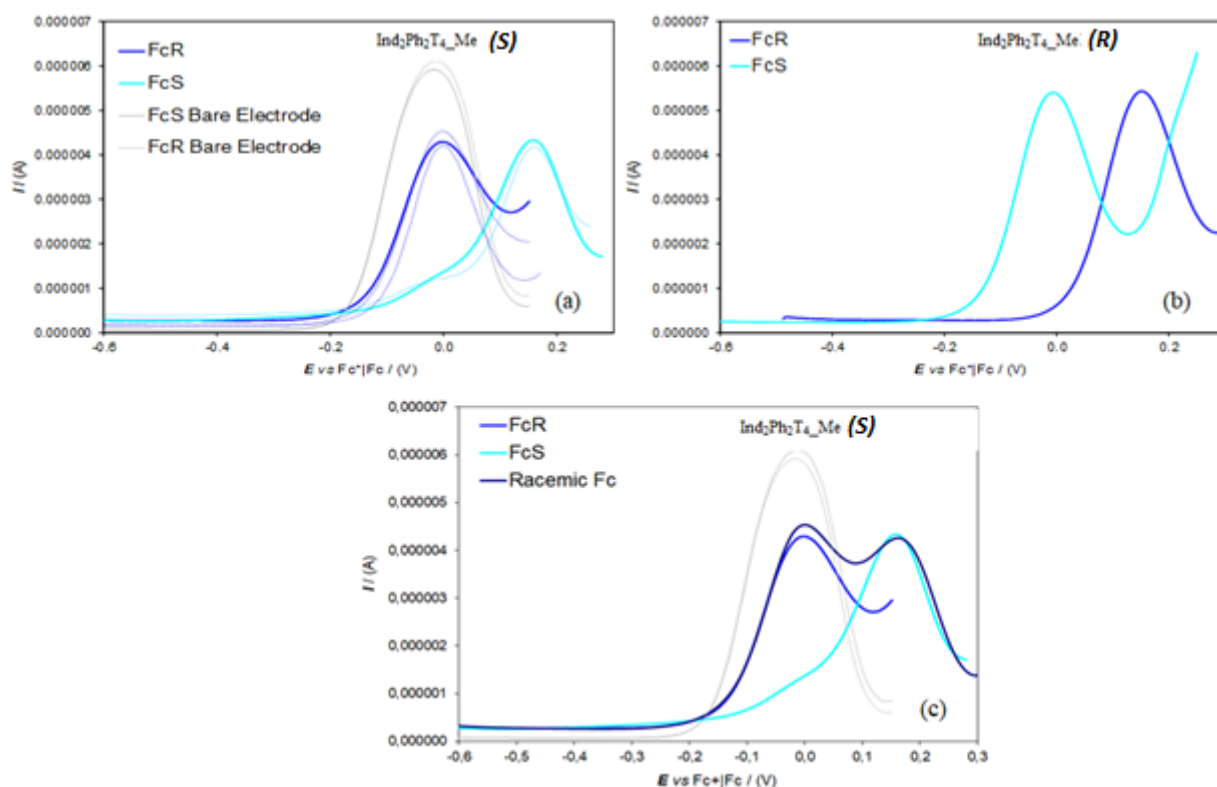 0.000007
0.000006
0.000005
0.000004
0.000003
0.000002
0.000001
0.000000
I / (A)
Ind₂Ph₂T₄_Me (S)
FcR
FcS
FcS Bare Electrode
FcR Bare Electrode
(a)
-0.6
-0.4
-0.2
0.0
0.2
E vs Fc⁺|Fc / (V)
0.000007
0.000006
0.000005
0.000004
0.000003
0.000002
0.000001
0.000000
I / (A)
Ind₂Ph₂T₄_Me (R)
FcR
FcS
(b)
-0.6
-0.4
-0.2
0.0
0.2
E vs Fc⁺|Fc / (V)
0,000007
0,000006
0,000005
0,000004
0,000003
0,000002
0,000001
0,000000
I / (A)
Ind₂Ph₂T₄_Me (S)
FcR
FcS
Racemic Fc
(c)
-0,6
-0,5
-0,4
-0,3
-0,2
-0,1
0,0
0,1
0,2
0,3
E vs Fc+|Fc / (V)